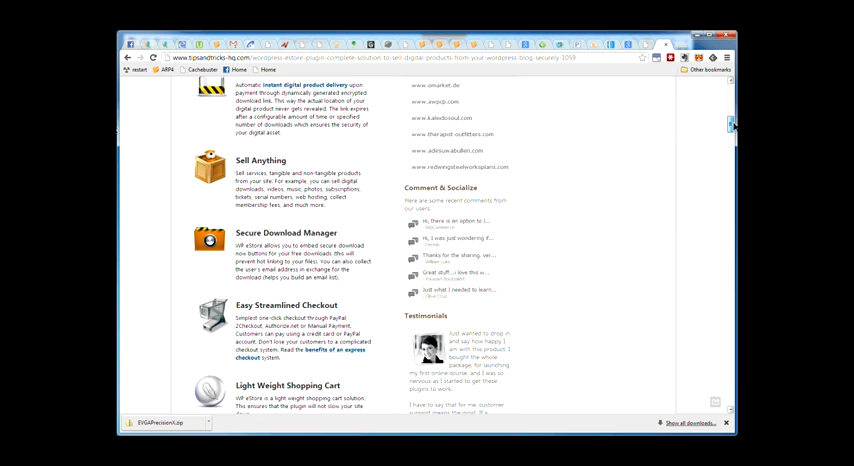 www.tipsandtricks-hq.com/wordpress-estore-plugin-complete-solution-to-sell-digital-products-from-your-wordpress-blog-securely-1059
restart
ARP4
Cachebuster
Home
Home
Other bookmarks
Automatic instant digital product delivery upon
payment through dynamically generated encrypted
download link. This way the actual location of your
digital product never gets revealed. The link expires
after a configurable amount of time or specified
number of downloads which ensures the security of
your digital asset.
Sell Anything
Sell services, tangible and non-tangible products
from your site. For example, you can sell digital
downloads, videos, music, photos, subscriptions,
tickets, serial numbers, web hosting, collect
membership fees, and much more.
Secure Download Manager
WP eStore allows you to embed secure download
now buttons for your free downloads (this will
prevent hot linking to your files). You can also collect
the user's email address in exchange for the
download (helps you build an email list).
Easy Streamlined Checkout
Simplest one-click checkout through PayPal,
2Checkout, Authorize.net or Manual Payment.
Customers can pay using a credit card or PayPal
account. Don't lose your customers to a complicated
checkout system. Read the benefits of an express
checkout system.
Light Weight Shopping Cart
WP eStore is a light weight shopping cart solution.
This ensures that the plugin will not slow your site
www.omarket.de
www.awpcp.com
www.kaleidosoul.com
www.therapist-outfitters.com
www.adesuwabullen.com
www.redwingsteelworksplans.com
Comment & Socialize
Here are some recent comments from
our users.
Hi, there is an option to l...
Hi, I was just wondering if...
Thanks for the sharing, ver...
Great stuff...i love this w...
Just what I needed to learn...
Testimonials
Just wanted to drop in
and say how happy I
am with this product, I
bought the whole
package, for launching
my first online course, and I was so
nervous as I started to get these
plugins to work.
I have to say that for me, customer
support means the most. If a
EVGAPrecisionX.zip
Show all downloads...